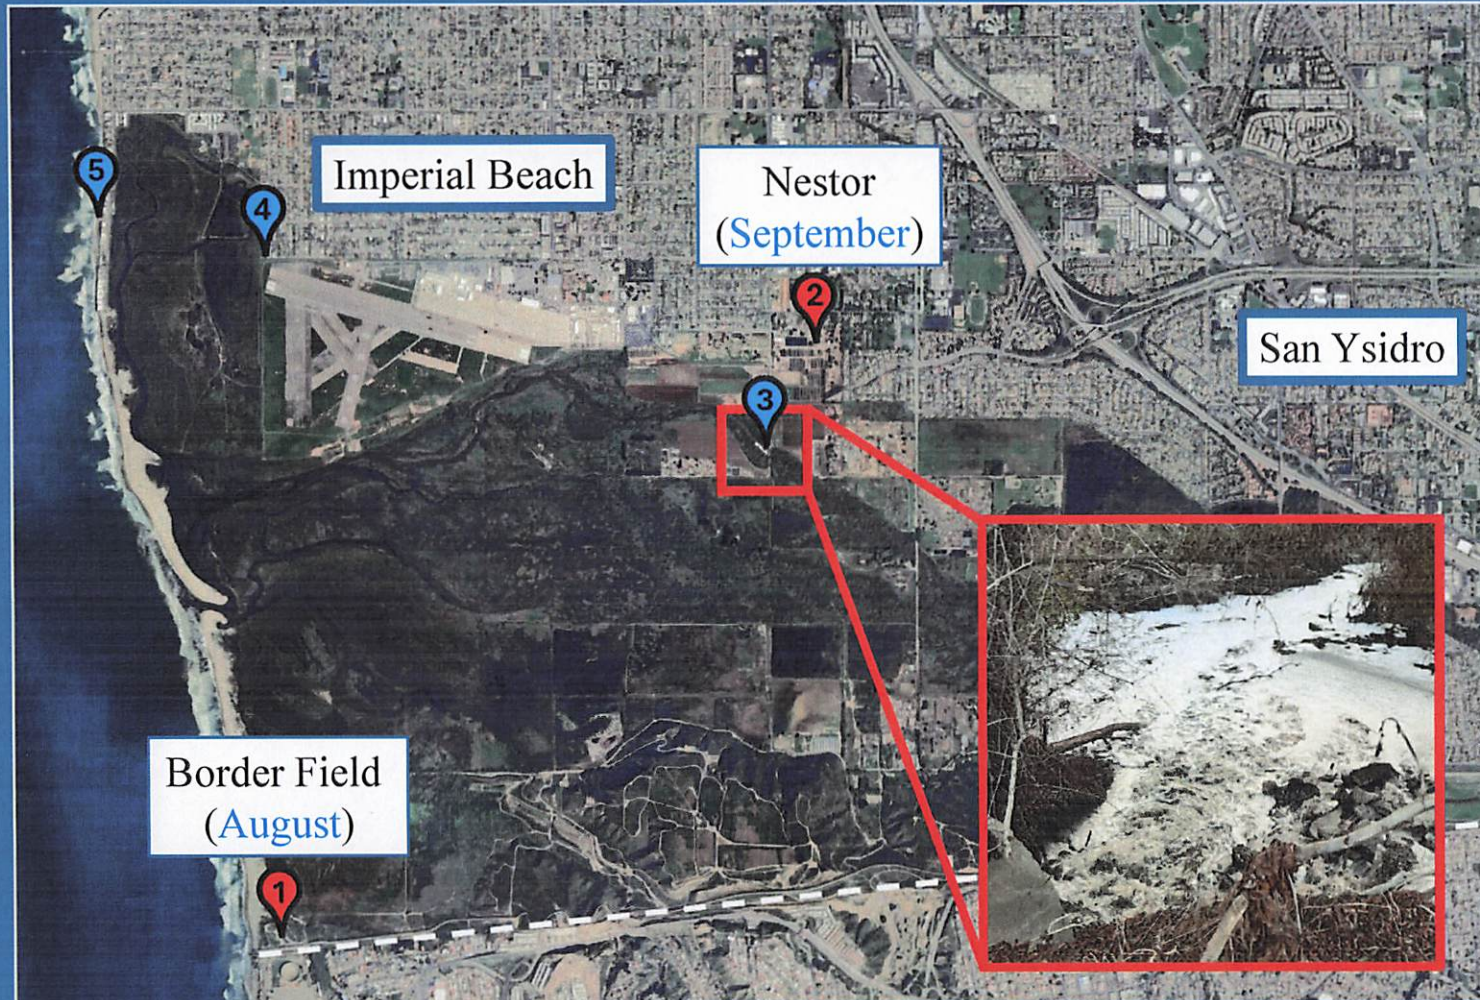 5
4
Imperial Beach
Nestor
(September)
2
San Ysidro
3
Border Field
(August)
1